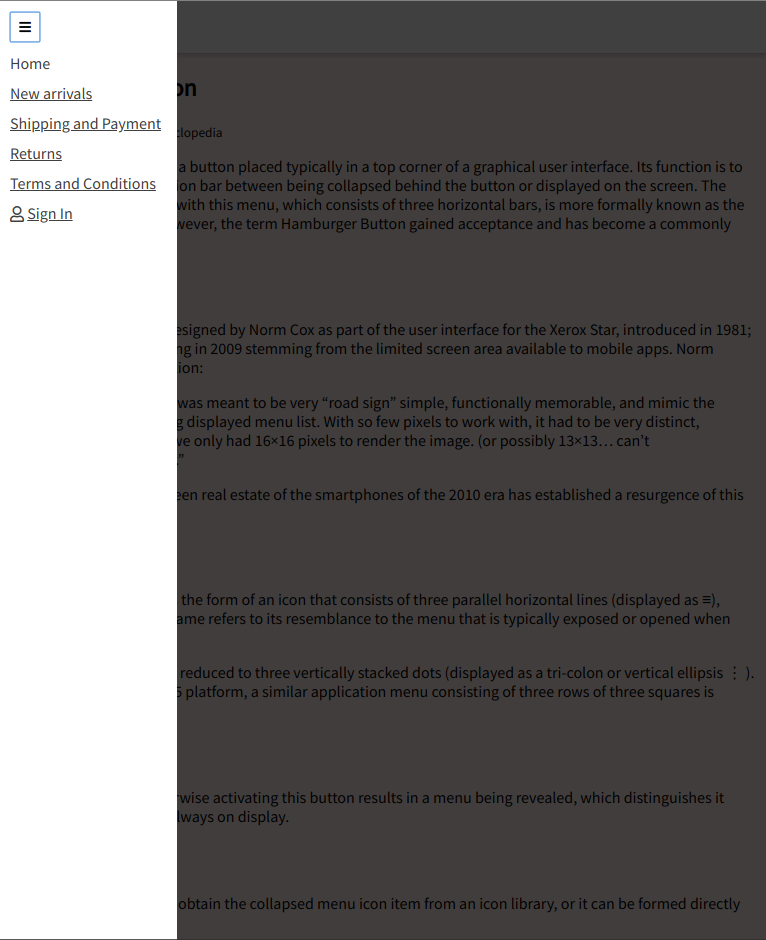 Home
New arrivals
Shipping and Payment
Returns
Terms and Conditions
Sign In
on
clopedia
a button placed typically in a top corner of a graphical user interface. Its function is to
ion bar between being collapsed behind the button or displayed on the screen. The
with this menu, which consists of three horizontal bars, is more formally known as the
wever, the term Hamburger Button gained acceptance and has become a commonly
esigned by Norm Cox as part of the user interface for the Xerox Star, introduced in 1981;
ng in 2009 stemming from the limited screen area available to mobile apps. Norm
ion:
was meant to be very “road sign” simple, functionally memorable, and mimic the
g displayed menu list. With so few pixels to work with, it had to be very distinct,
we only had 16×16 pixels to render the image. (or possibly 13×13… can’t
.”
een real estate of the smartphones of the 2010 era has established a resurgence of this
the form of an icon that consists of three parallel horizontal lines (displayed as ≡),
ame refers to its resemblance to the menu that is typically exposed or opened when
reduced to three vertically stacked dots (displayed as a tri-colon or vertical ellipsis ⋮ ).
5 platform, a similar application menu consisting of three rows of three squares is
rwise activating this button results in a menu being revealed, which distinguishes it
lways on display.
obtain the collapsed menu icon item from an icon library, or it can be formed directly